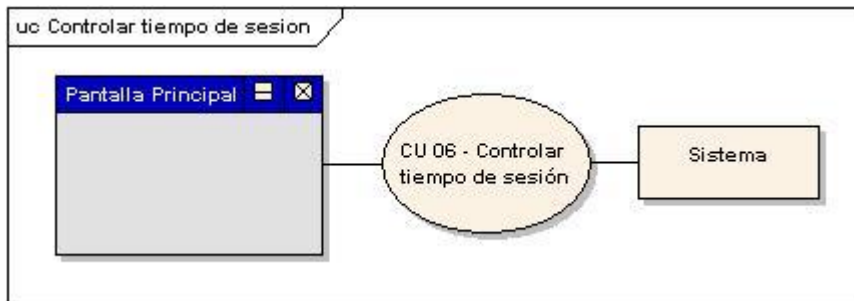 uc Controlar tiempo de sesion
Pantalla Principal
CU 06 - Controlar
tiempo de sesión
Sistema